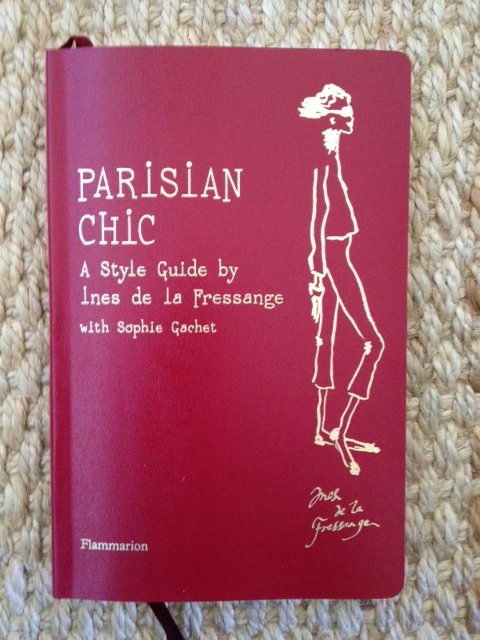 PARiSiAN
CHiC
A Style Guide by
Ines de la Fressange
with Sophie Gachet
Ines
de la
Fressange
Flammarion